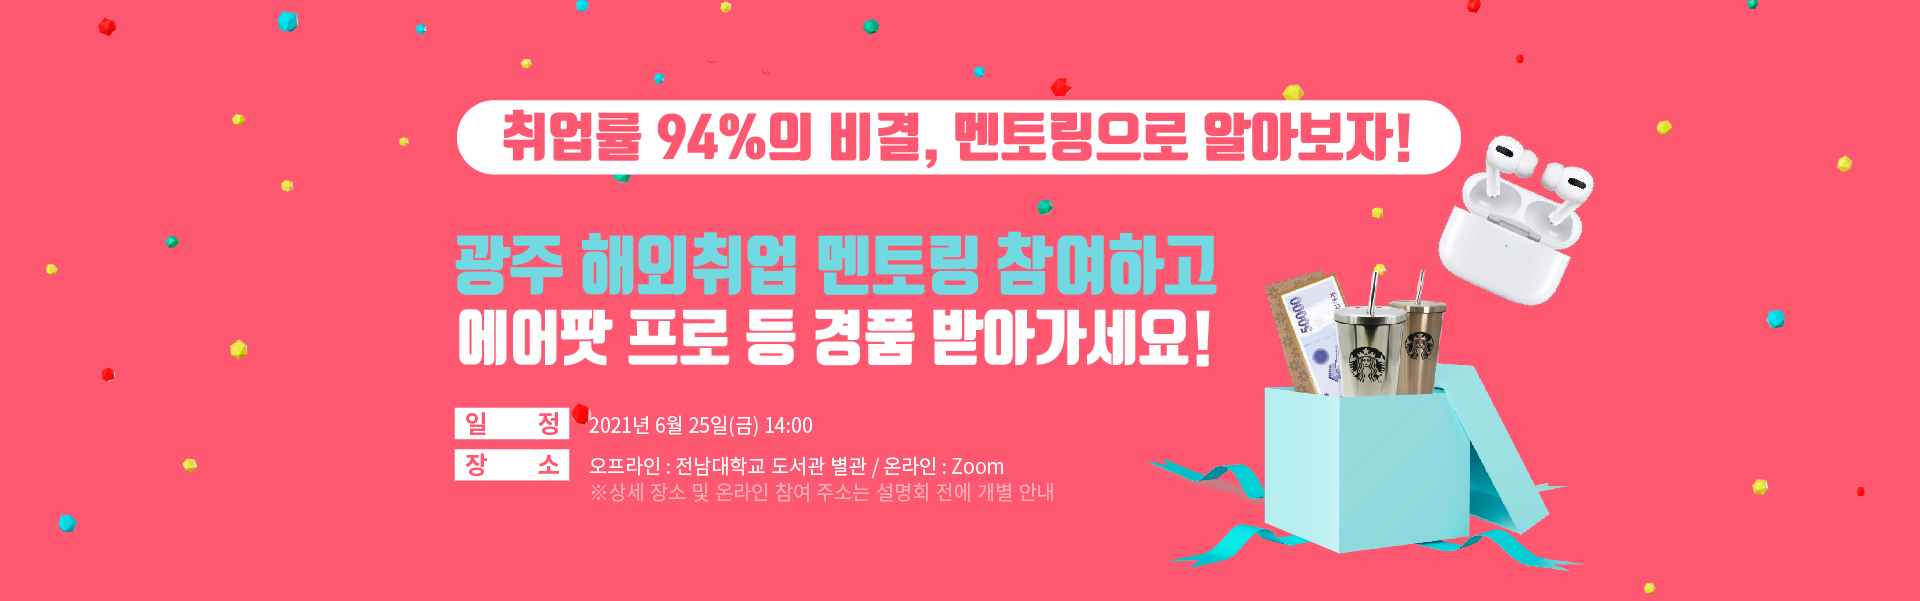 취업률 94%의 비결, 멘토링으로 알아보자!
광주 해외취업 멘토링 참여하고
에어팟 프로 등 경품 받아가세요!
일 정 2021년 6월 25일(금) 14:00
장 소 오프라인 : 전남대학교 도서관 별관 / 온라인 : Zoom
※상세 장소 및 온라인 참여 주소는 설명회 전에 개별 안내
50000